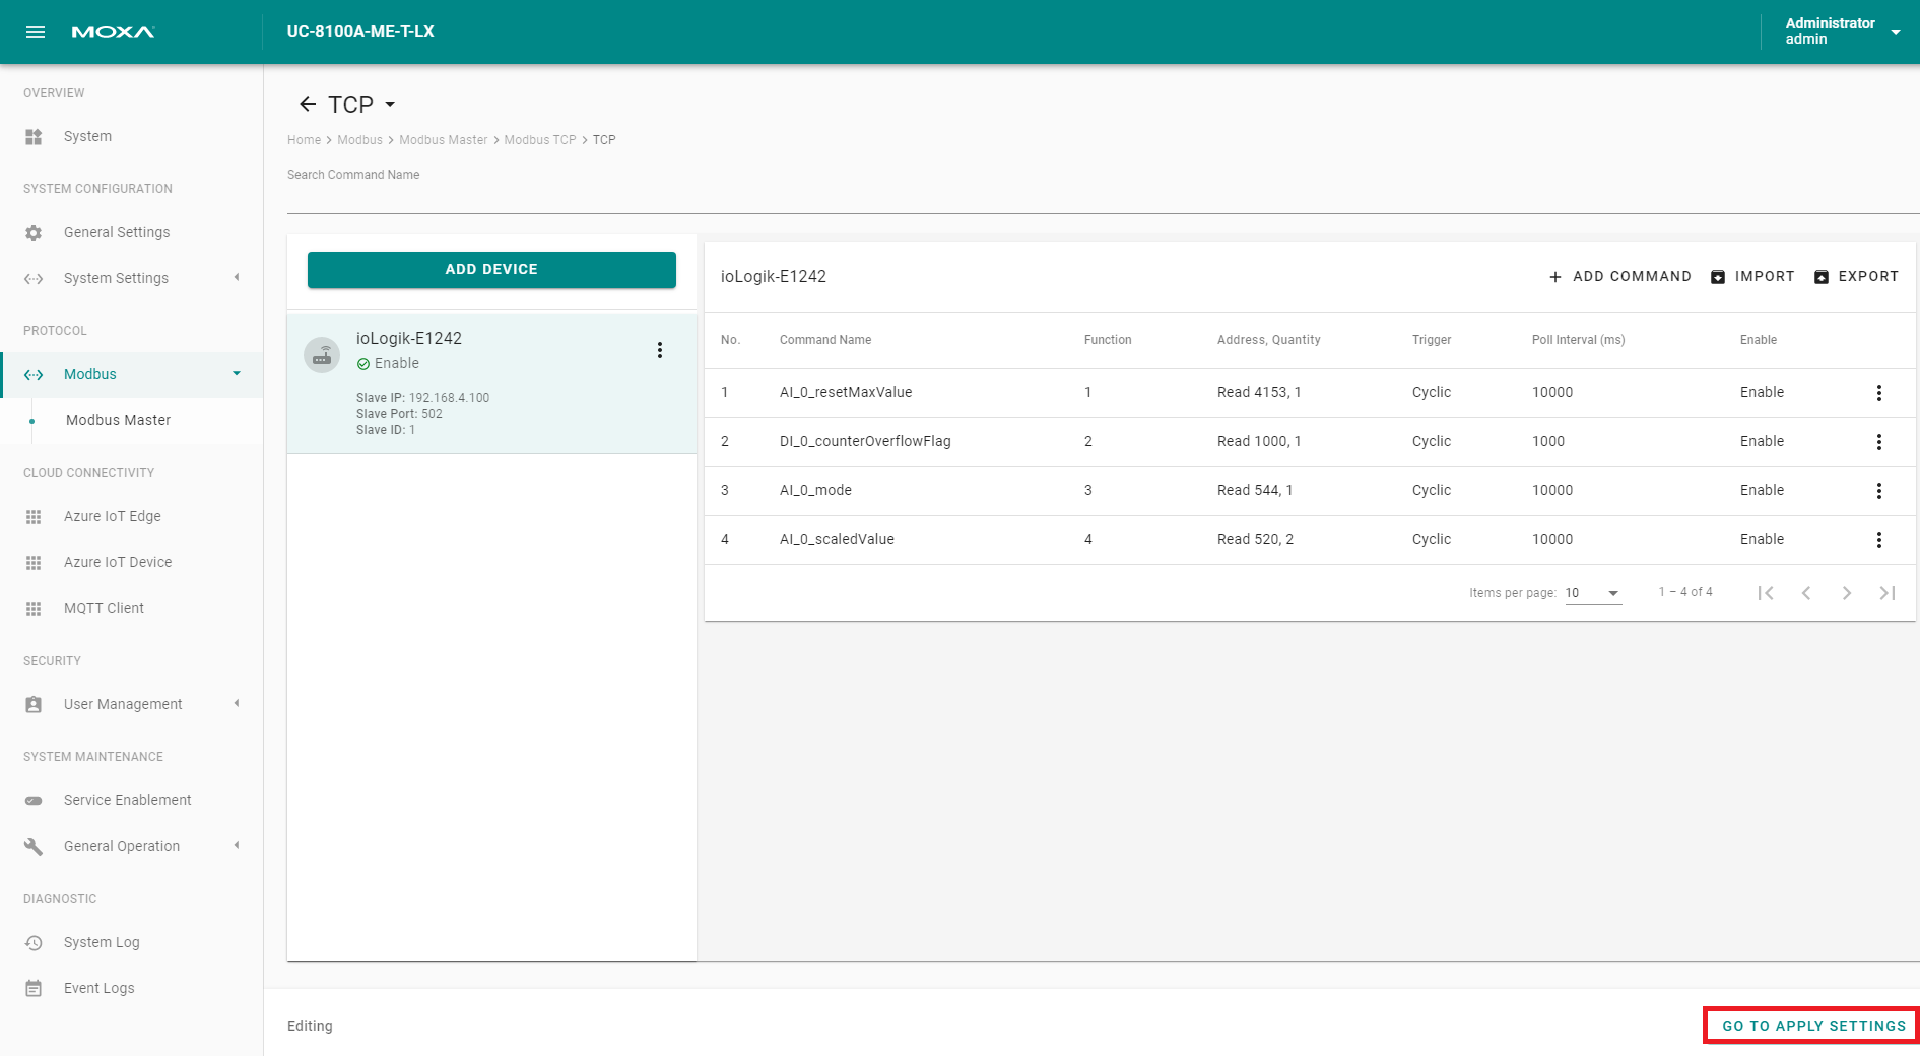 MOXA
UC-8100A-ME-T-LX
Administrator
admin
OVERVIEW
System
SYSTEM CONFIGURATION
General Settings
System Settings
PROTOCOL
Modbus
Modbus Master
CLOUD CONNECTIVITY
Azure IoT Edge
Azure IoT Device
MQTT Client
SECURITY
User Management
SYSTEM MAINTENANCE
Service Enablement
General Operation
DIAGNOSTIC
System Log
Event Logs
TCP
Home > Modbus > Modbus Master > Modbus TCP > TCP
Search Command Name
ADD DEVICE
ioLogik-E1242
Enable
Slave IP: 192.168.4.100
Slave Port: 502
Slave ID: 1
ioLogik-E1242
+ ADD COMMAND IMPORT EXPORT
No. Command Name Function Address, Quantity Trigger Poll Interval (ms) Enable
1 AI_0_resetMaxValue 1 Read 4153, 1 Cyclic 10000 Enable
2 DI_0_counterOverflowFlag 2 Read 1000, 1 Cyclic 1000 Enable
3 AI_0_mode 3 Read 544, 1 Cyclic 10000 Enable
4 AI_0_scaledValue 4 Read 520, 2 Cyclic 10000 Enable
Items per page: 10 1 – 4 of 4
Editing
GO TO APPLY SETTINGS